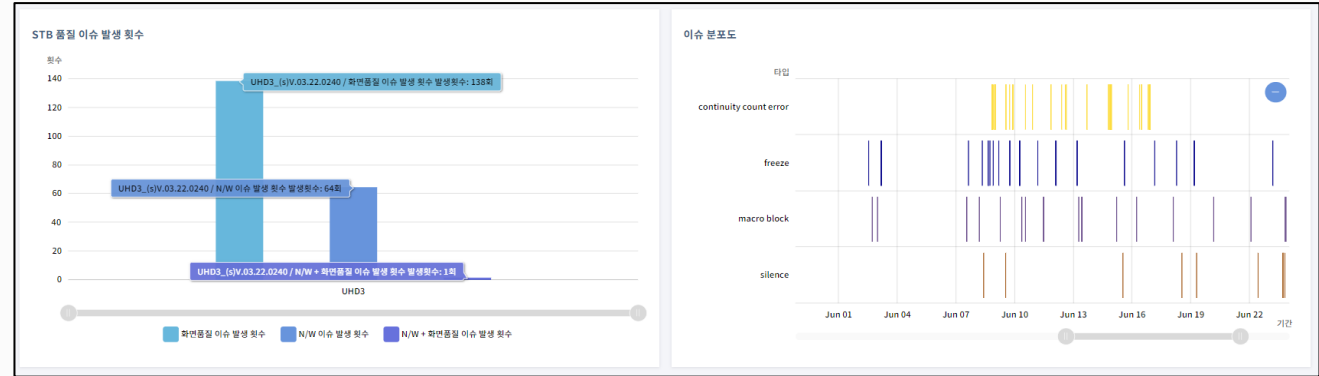 STB 품질 이슈 발생 횟수
횟수
140
120
100
80
60
40
20
0
UHD3_(s)V.03.22.0240 / 화면품질 이슈 발생 횟수 발생횟수: 138회
UHD3_(s)V.03.22.0240 / N/W 이슈 발생 횟수 발생횟수: 64회
UHD3_(s)V.03.22.0240 / N/W + 화면품질 이슈 발생 횟수 발생횟수: 1회
UHD3
화면품질 이슈 발생 횟수
N/W 이슈 발생 횟수
N/W + 화면품질 이슈 발생 횟수
이슈 분포도
타입
continuity count error
freeze
macro block
silence
Jun 01
Jun 04
Jun 07
Jun 10
Jun 13
Jun 16
Jun 19
Jun 22
기간